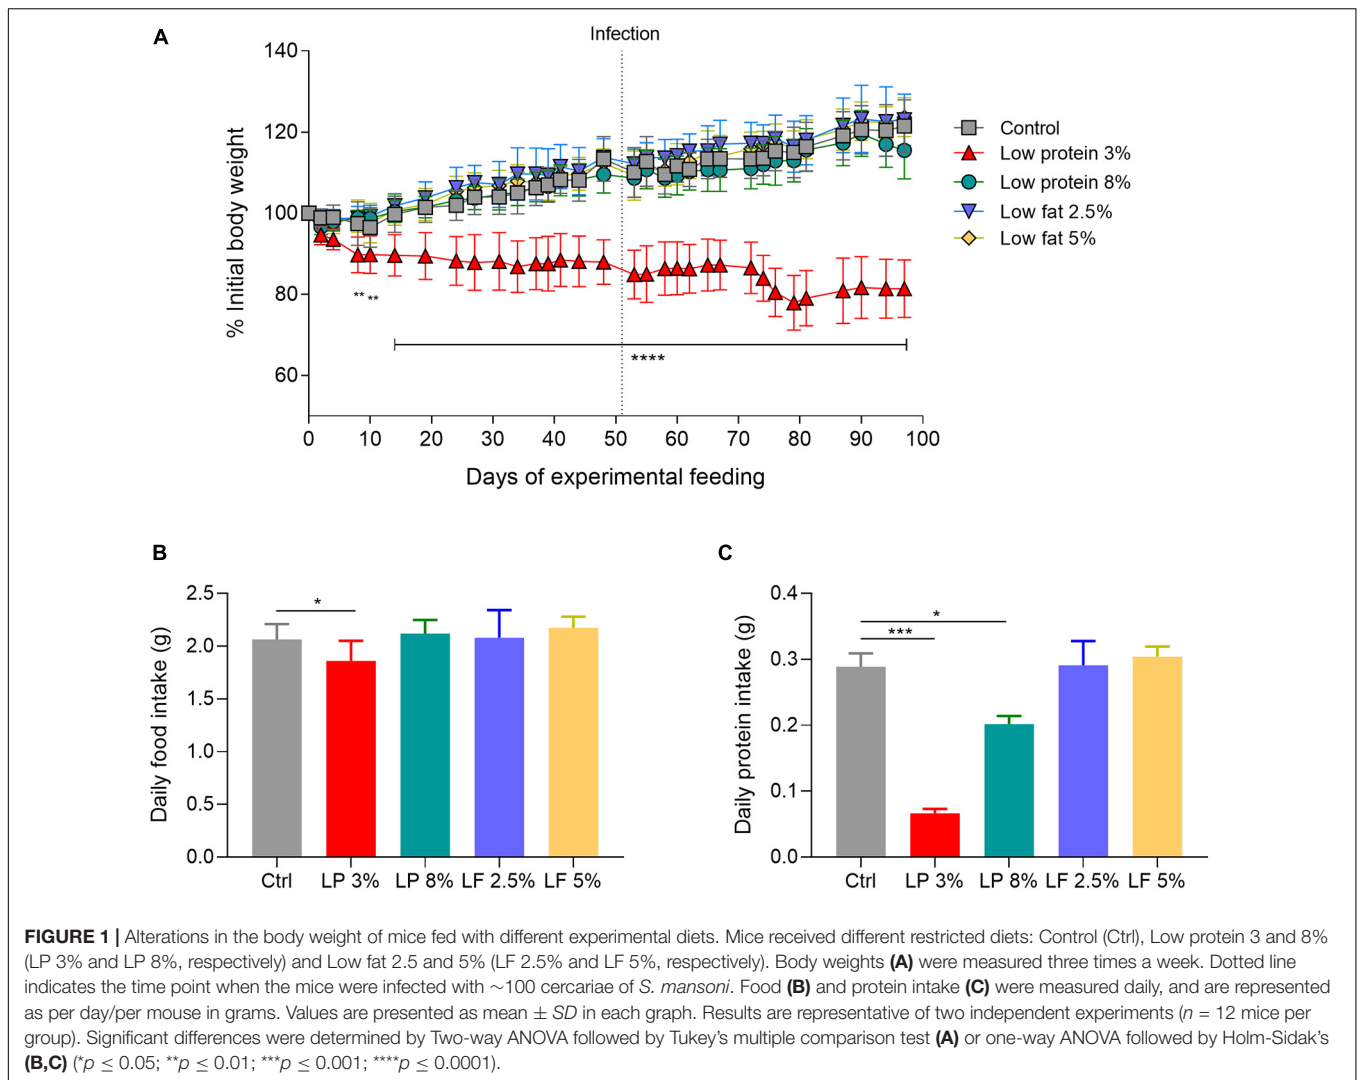 A
Infection
140
120
100
80
60
% Initial body weight
** **
****
0 10 20 30 40 50 60 70 80 90 100
Days of experimental feeding
Control
Low protein 3%
Low protein 8%
Low fat 2.5%
Low fat 5%
B
2.5
2.0
1.5
1.0
0.5
0.0
Daily food intake (g)
*
Ctrl LP 3% LP 8% LF 2.5% LF 5%
C
0.4
0.3
0.2
0.1
0.0
Daily protein intake (g)
*
***
Ctrl LP 3% LP 8% LF 2.5% LF 5%
FIGURE 1 | Alterations in the body weight of mice fed with different experimental diets. Mice received different restricted diets: Control (Ctrl), Low protein 3 and 8%
(LP 3% and LP 8%, respectively) and Low fat 2.5 and 5% (LF 2.5% and LF 5%, respectively). Body weights (A) were measured three times a week. Dotted line
indicates the time point when the mice were infected with ∼100 cercariae of S. mansoni. Food (B) and protein intake (C) were measured daily, and are represented
as per day/per mouse in grams. Values are presented as mean ± SD in each graph. Results are representative of two independent experiments (n = 12 mice per
group). Significant differences were determined by Two-way ANOVA followed by Tukey's multiple comparison test (A) or one-way ANOVA followed by Holm-Sidak's
(B,C) (*p ≤ 0.05; **p ≤ 0.01; ***p ≤ 0.001; ****p ≤ 0.0001).